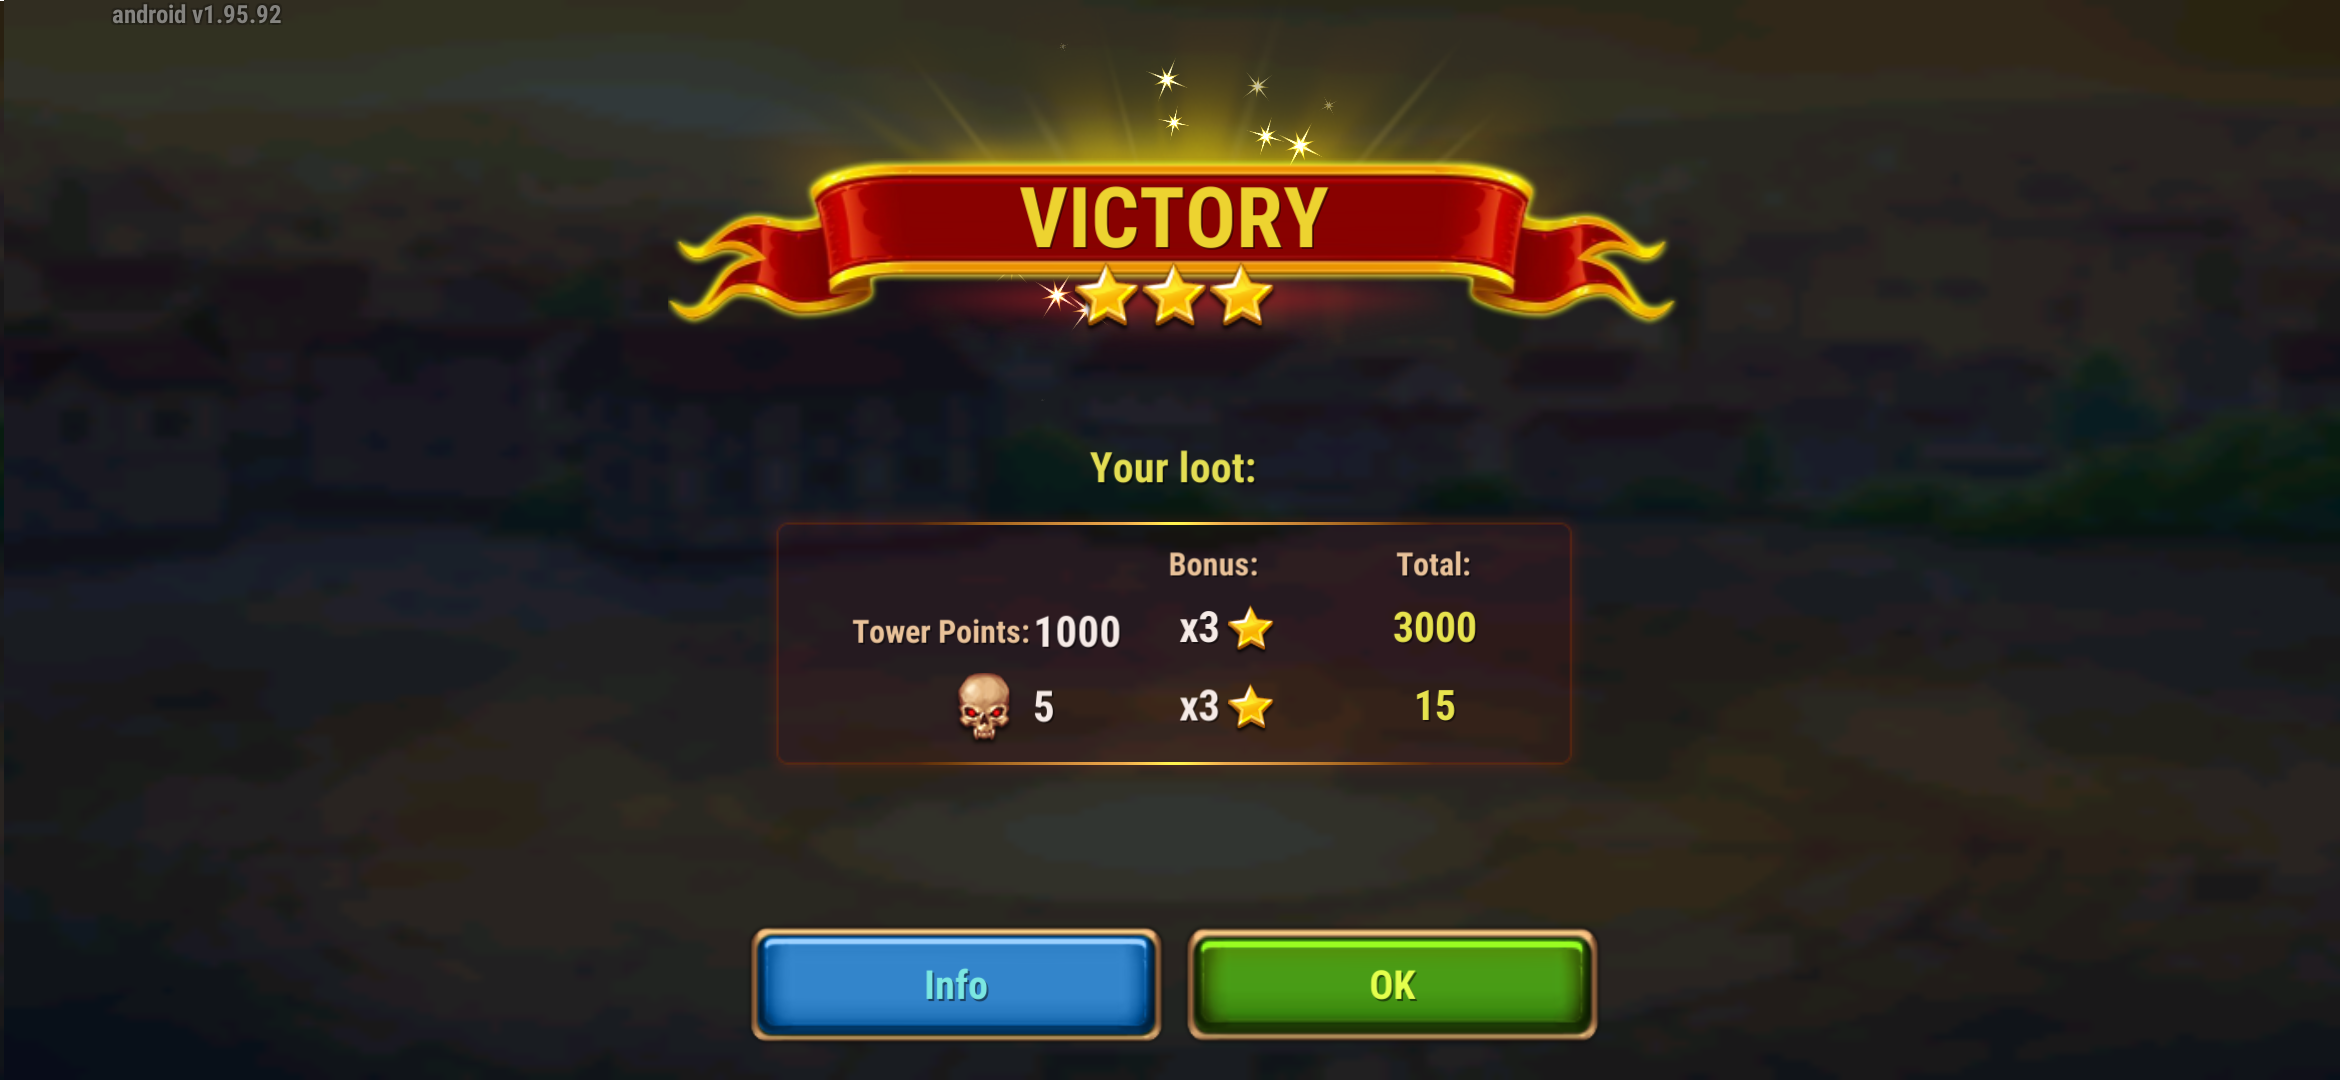 android v1.95.92
VICTORY
Your loot:
Bonus: Total:
Tower Points: 1000 x3 3000
5 x3 15
Info OK